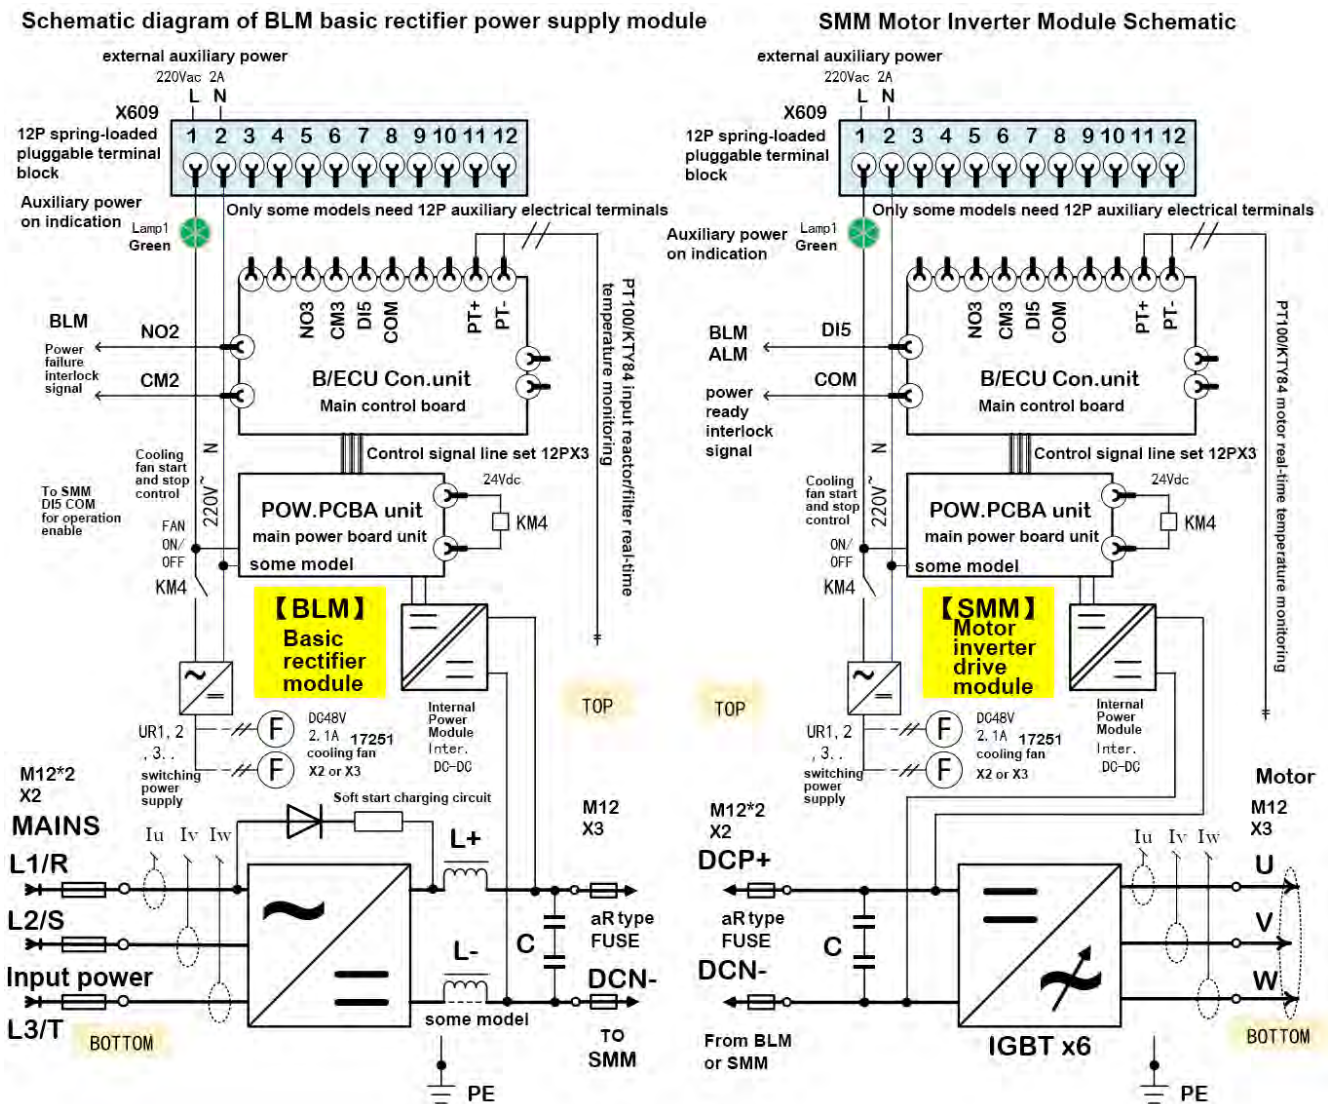 Schematic diagram of BLM basic rectifier power supply module
external auxiliary power
220Vac 2A
L N
X609
12P spring-loaded
pluggable terminal
block
1 2 3 4 5 6 7 8 9 10 11 12
Auxiliary power
on indication
Lamp1
Green
Only some models need 12P auxiliary electrical terminals
NO3
CM3
DI5
COM
PT+
PT-
PT100/KTY84 input reactor/filter real-time
temperature monitoring
BLM
Power
failure
interlock
signal
NO2
CM2
B/ECU Con.unit
Main control board
Control signal line set 12PX3
Cooling
fan start
and stop
control
N
220V~
To SMM
DI5 COM
for operation
enable
FAN
ON/
OFF
KM4
POW.PCBA unit
main power board unit
some model
24Vdc
KM4
【BLM】
Basic
rectifier
module
TOP
Internal
Power
Module
Inter.
DC-DC
UR1, 2
, 3..
switching
power
supply
F
F
DC48V
2.1A 17251
cooling fan
X2 or X3
M12*2
X2
MAINS
L1/R
L2/S
Input power
L3/T
BOTTOM
Iu Iv Iw
Soft start charging circuit
L+
L-
some model
C
M12
X3
aR type
FUSE
DCN-
TO
SMM
PE
SMM Motor Inverter Module Schematic
external auxiliary power
220Vac 2A
L N
X609
12P spring-loaded
pluggable terminal
block
1 2 3 4 5 6 7 8 9 10 11 12
Only some models need 12P auxiliary electrical terminals
Auxiliary power
on indication
Lamp1
Green
NO3
CM3
DI5
COM
PT+
PT-
PT100/KTY84 motor real-time temperature monitoring
BLM
ALM
power
ready
interlock
signal
DI5
COM
B/ECU Con.unit
Main control board
Control signal line set 12PX3
Cooling
fan start
and stop
control
N
220V~
ON/
OFF
KM4
POW.PCBA unit
main power board unit
some model
24Vdc
KM4
【SMM】
Motor
inverter
drive
module
TOP
Internal
Power
Module
Inter.
DC-DC
UR1, 2
, 3..
switching
power
supply
F
F
DC48V
2.1A 17251
cooling fan
X2 or X3
M12*2
X2
DCP+
aR type
FUSE
DCN-
From BLM
or SMM
C
IGBT x6
Iu Iv Iw
Motor
M12
X3
U
V
W
BOTTOM
PE